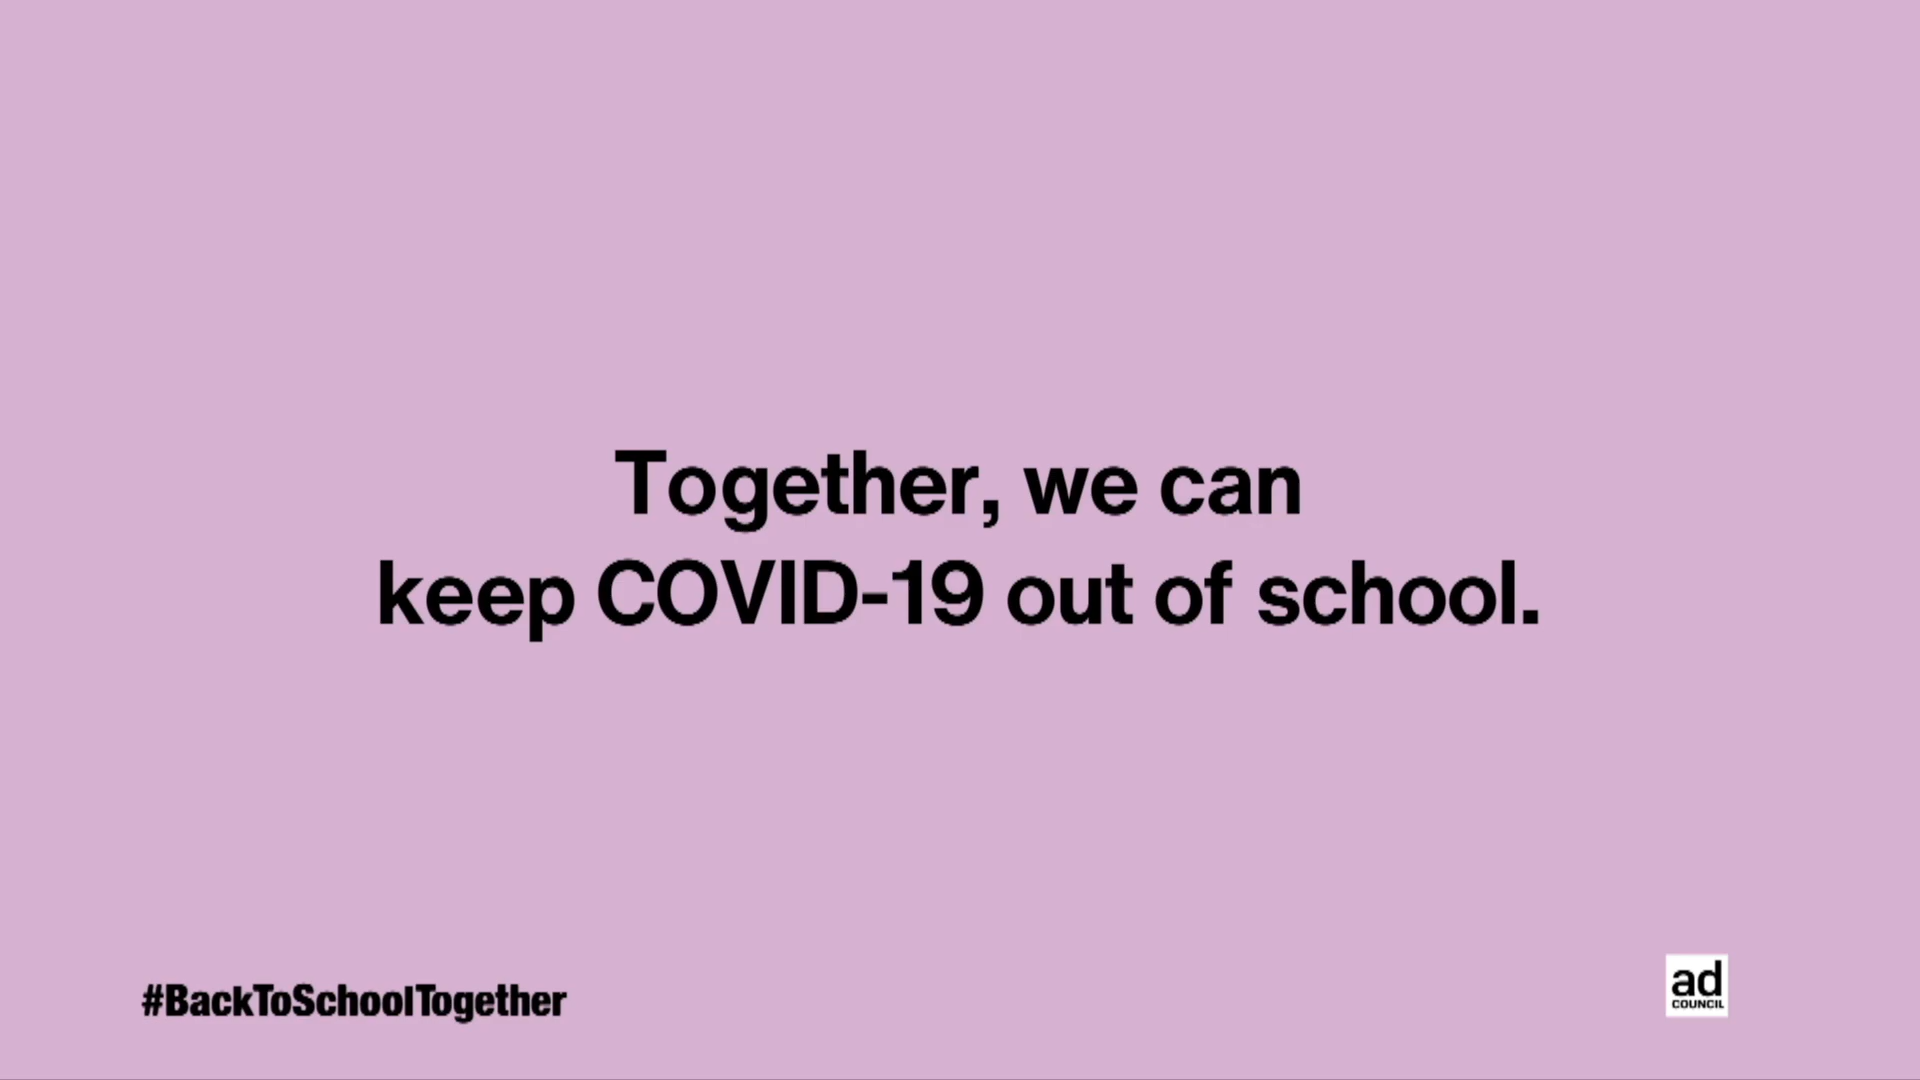 Together, we can
keep COVID-19 out of school.
#BackToSchoolTogether
ad
COUNCIL